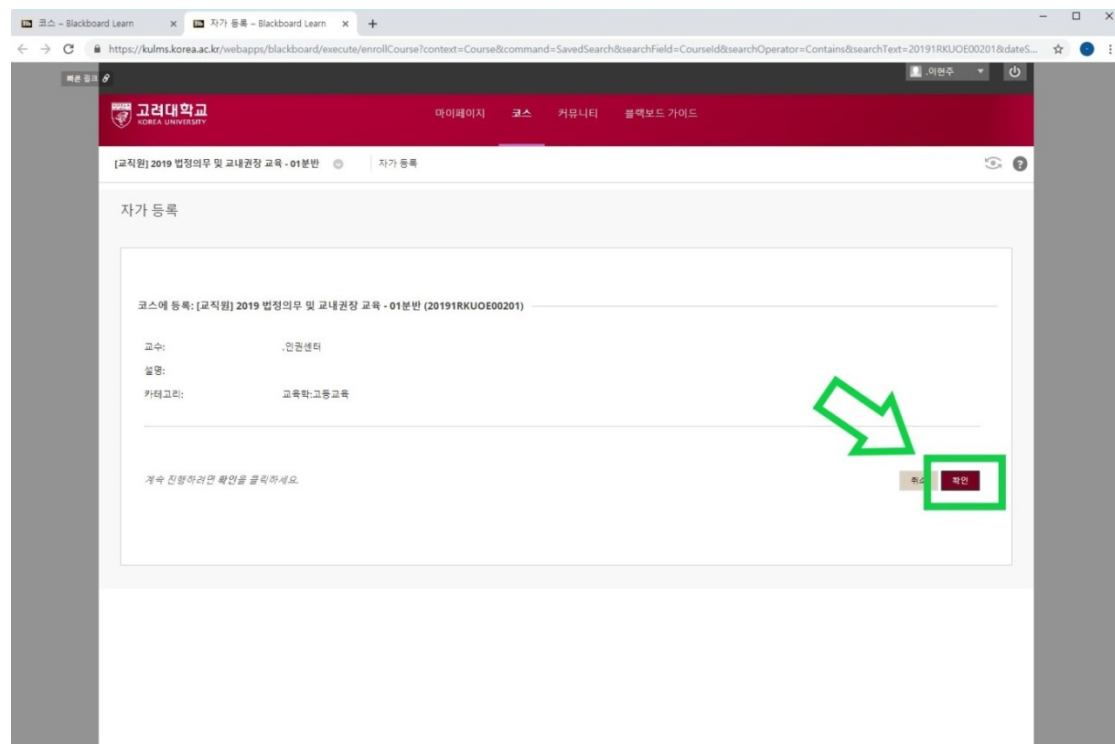 코스 – Blackboard Learn
자가 등록 – Blackboard Learn
https://kulms.korea.ac.kr/webapps/blackboard/execute/enrollCourse?context=Course&command=SavedSearch&searchField=CourseId&searchOperator=Contains&searchText=20191RKUOE00201&dateS...
빠른 링크
.이현주
고려대학교
KOREA UNIVERSITY
마이페이지 코스 커뮤니티 블랙보드 가이드
[교직원] 2019 법정의무 및 교내권장 교육 - 01분반
자가 등록
자가 등록
코스에 등록: [교직원] 2019 법정의무 및 교내권장 교육 - 01분반 (20191RKUOE00201)
교수: .인권센터
설명:
카테고리: 교육학:고등교육
계속 진행하려면 확인을 클릭하세요.
취소 확인